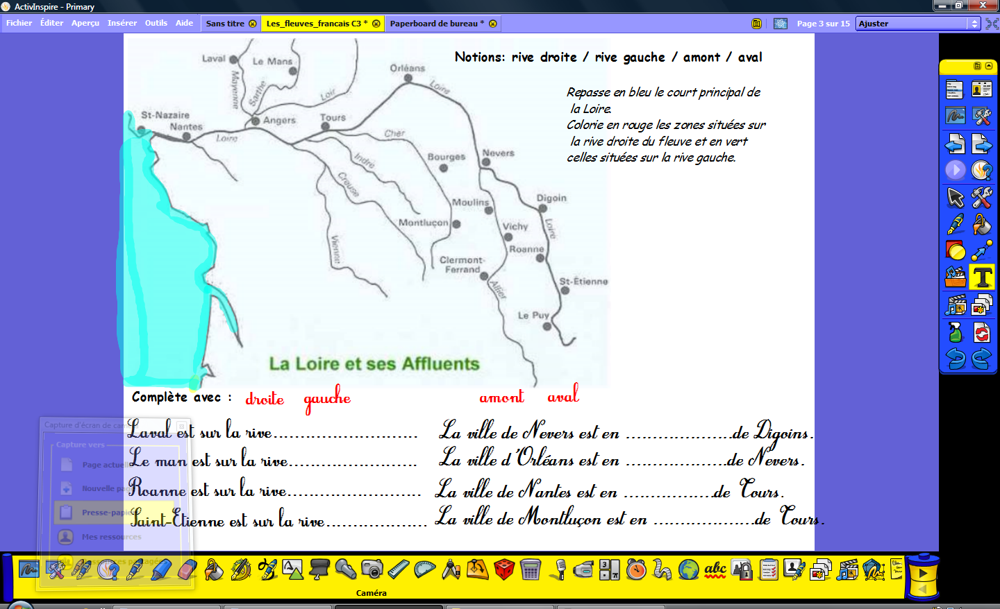 ActivInspire - Primary
Fichier Éditer Aperçu Insérer Outils Aide
Sans titre
Les_fleuves_francais C3 *
Paperboard de bureau *
Page 3 sur 15
Ajuster
Notions: rive droite / rive gauche / amont / aval
Repasse en bleu le court principal de
la Loire.
Colorie en rouge les zones situées sur
la rive droite du fleuve et en vert
celles situées sur la rive gauche.
Laval
Le Mans
Mayenne
Sarthe
Loir
Orléans
Loire
St-Nazaire
Nantes
Angers
Tours
Loire
Cher
Indre
Creuse
Vienne
Bourges
Nevers
Moulins
Digoin
Montluçon
Vichy
Loire
Roanne
Clermont-
Ferrand
Allier
St-Étienne
Le Puy
La Loire et ses Affluents
Complète avec : droite gauche amont aval
Laval est sur la rive...........................
Le man est sur la rive........................
Roanne est sur la rive.........................
Saint-Etienne est sur la rive...................
La ville de Nevers est en ....................de Digoins.
La ville d'Orléans est en ...................de Nevers.
La ville de Nantes est en .................de Tours.
La ville de Montluçon est en ...................de Tours.
Capture d'écran de
Capture vers
Page actuelle
Nouvelle page
Presse-papiers
Mes ressources
abc
Caméra